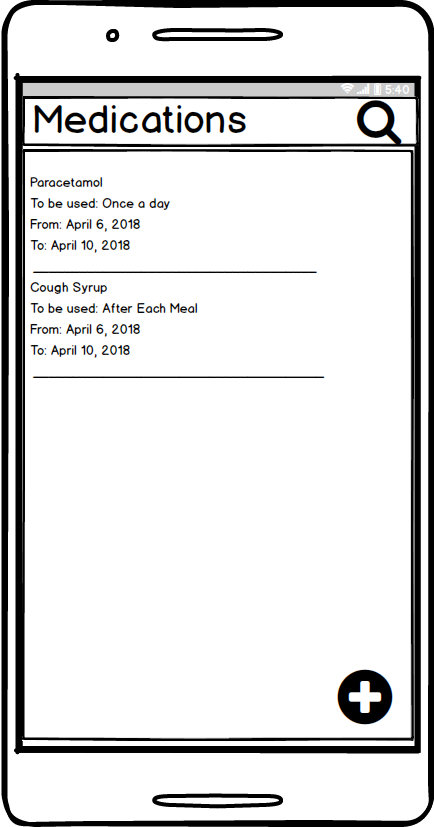 5:40
Medications
Paracetamol
To be used: Once a day
From: April 6, 2018
To: April 10, 2018
Cough Syrup
To be used: After Each Meal
From: April 6, 2018
To: April 10, 2018